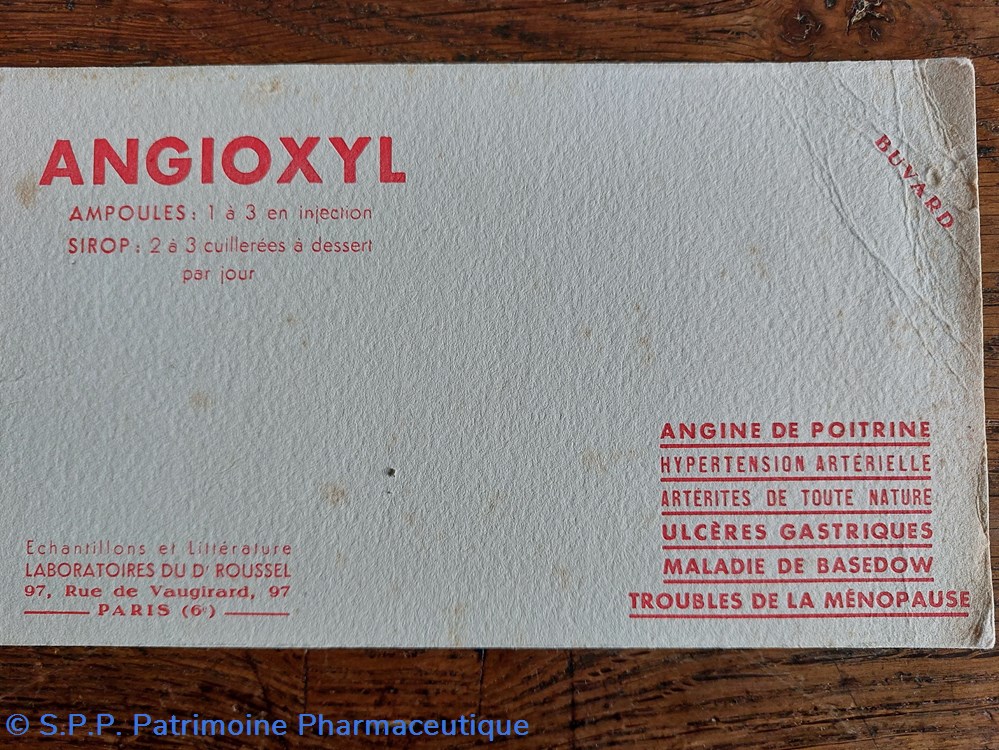 ANGIOXYL
AMPOULES : 1 à 3 en injection
SIROP : 2 à 3 cuillerées à dessert
par jour
BUVARD
ANGINE DE POITRINE
HYPERTENSION ARTÉRIELLE
ARTÉRITES DE TOUTE NATURE
ULCÈRES GASTRIQUES
MALADIE DE BASEDOW
TROUBLES DE LA MÉNOPAUSE
Echantillons et Littérature
LABORATOIRES DU Dr ROUSSEL
97, Rue de Vaugirard, 97
PARIS (6e)
© S.P.P. Patrimoine Pharmaceutique